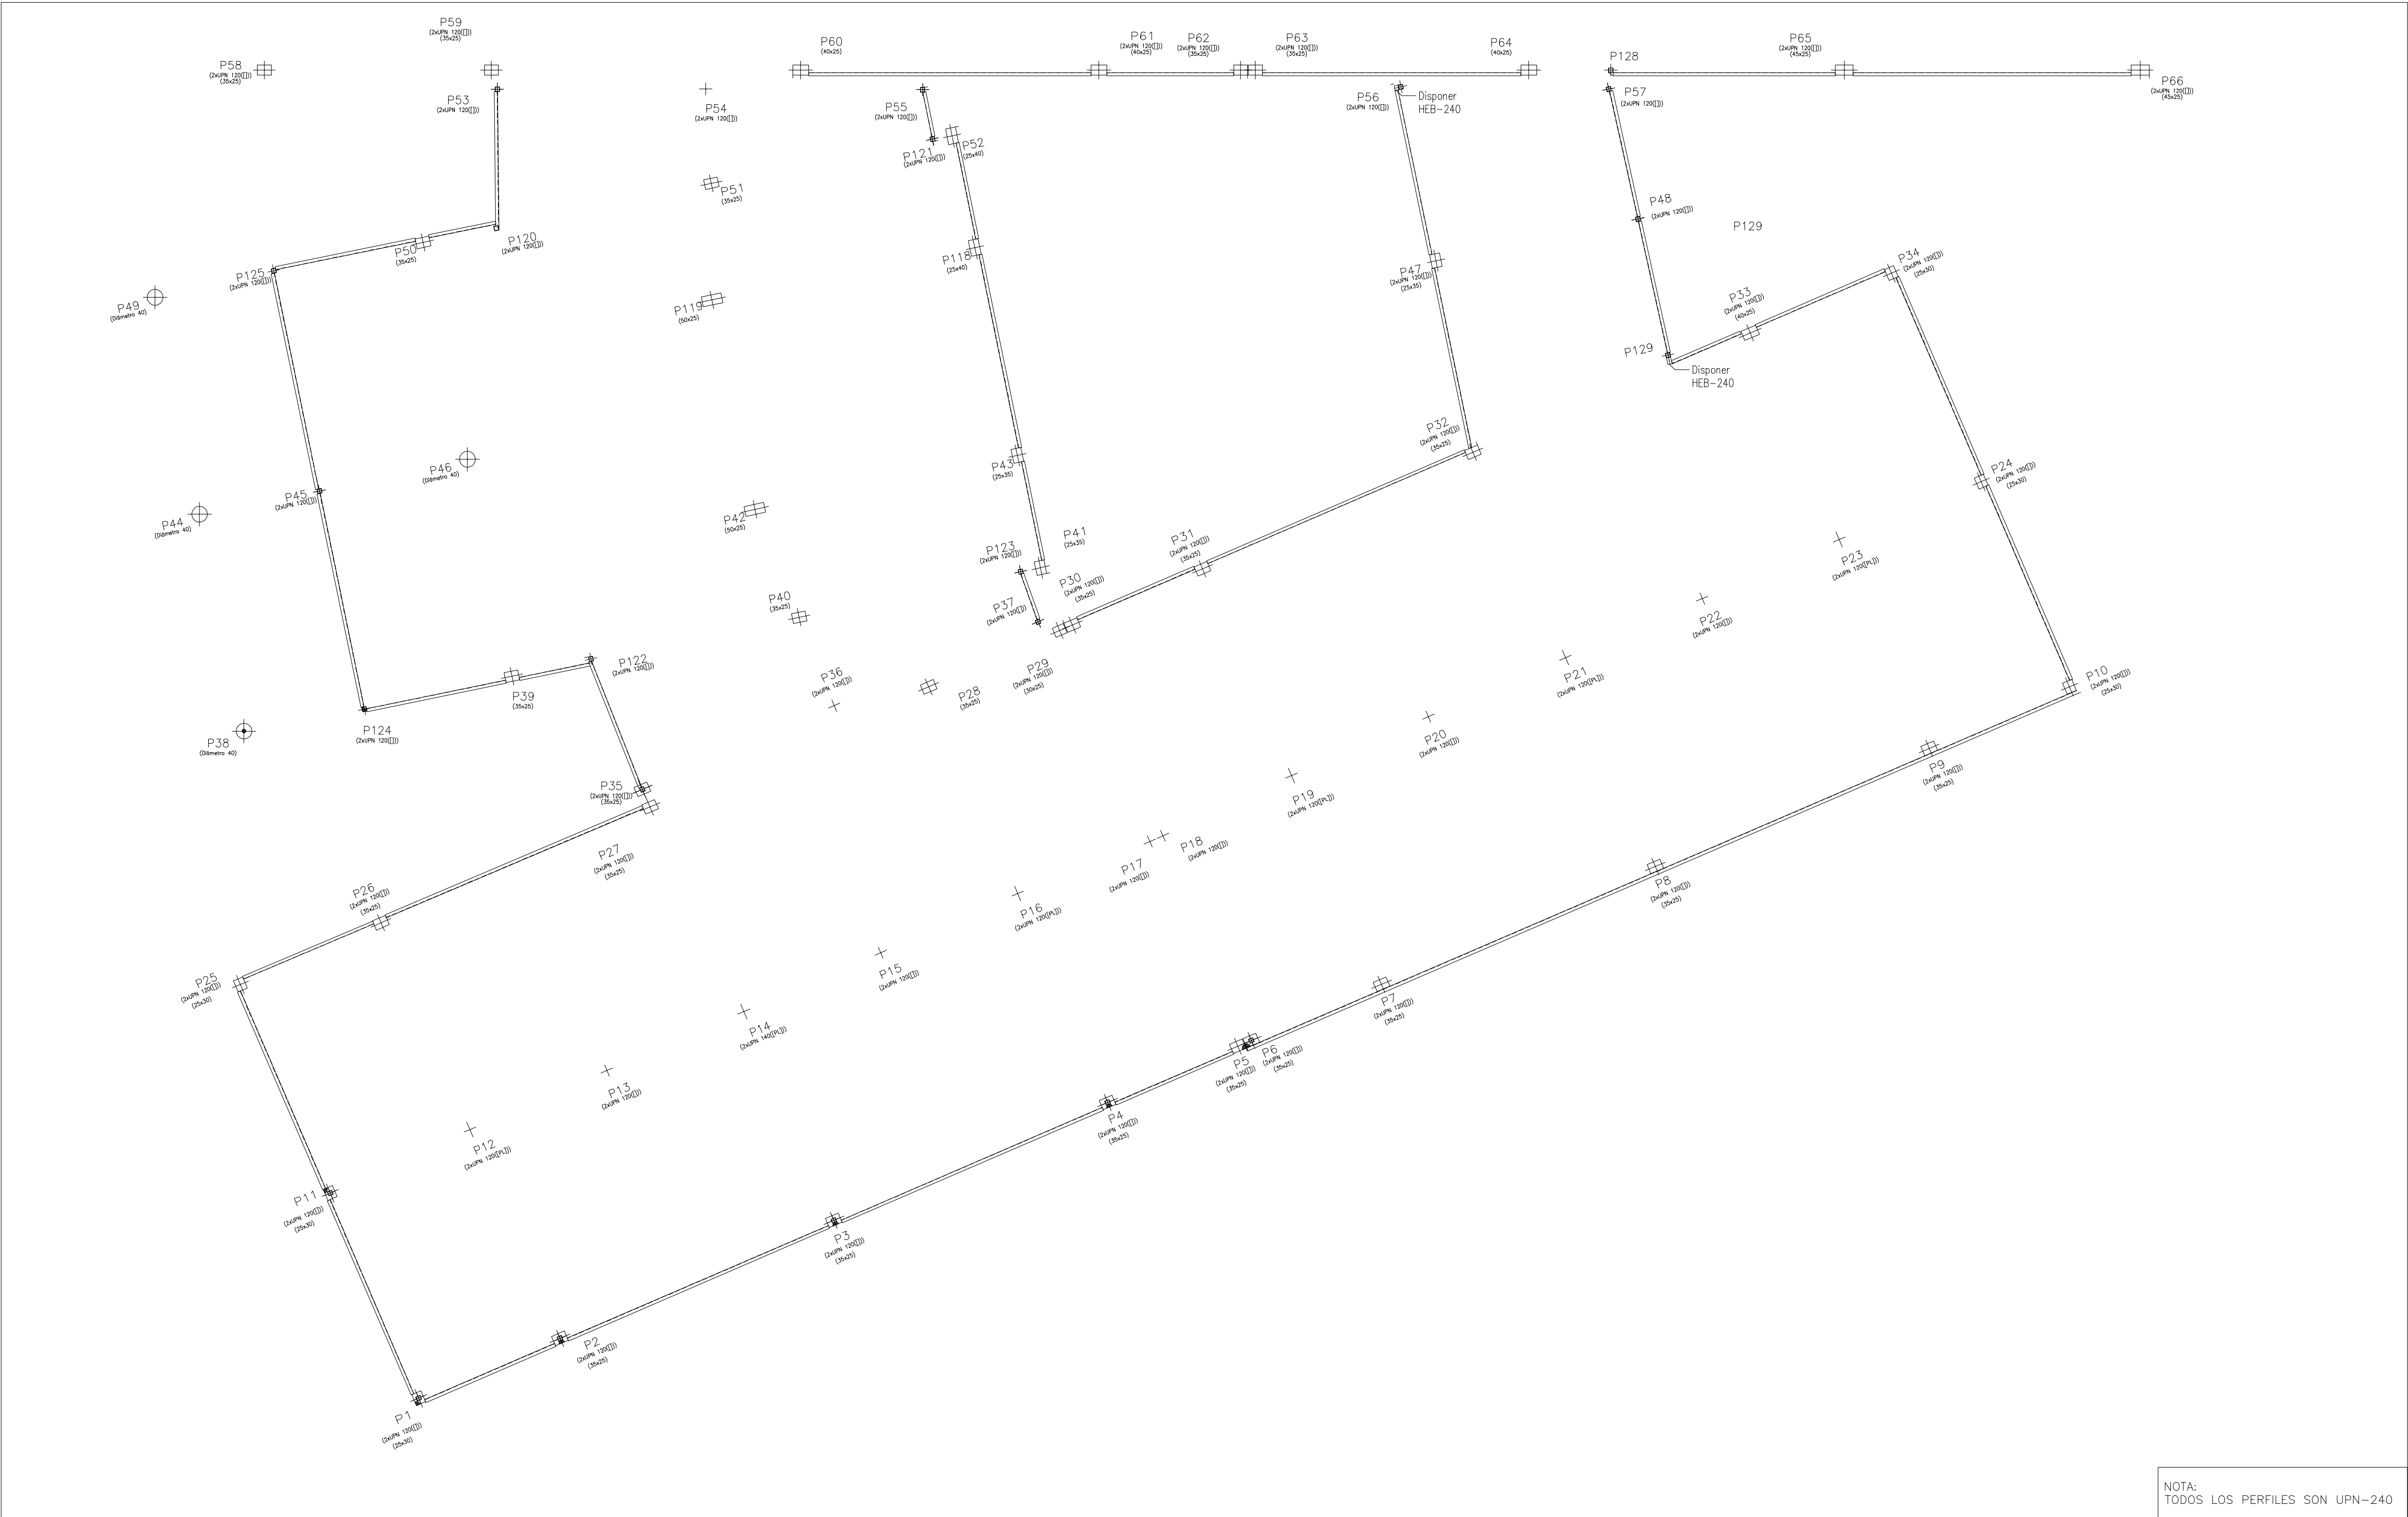 P59
(2xUPN 120([]))
(35x25)
P58
(2xUPN 120([]))
(35x25)
P53
(2xUPN 120([]))
P54
(2xUPN 120([]))
P60
(40x25)
P61
(2xUPN 120([]))
(40x25)
P62
(2xUPN 120([]))
(35x25)
P63
(2xUPN 120([]))
(35x25)
P64
(40x25)
P128
P65
(2xUPN 120([]))
(45x25)
P66
(2xUPN 120([]))
(45x25)
P55
(2xUPN 120([]))
P121
(2xUPN 120([]))
P52
(25x40)
P56
(2xUPN 120([]))
Disponer
HEB-240
P57
(2xUPN 120([]))
P51
(35x25)
P48
(2xUPN 120([]))
P129
P120
(2xUPN 120([]))
P50
(35x25)
P125
(2xUPN 120([]))
P49
(Diámetro 40)
P119
(50x25)
P118
(25x40)
P47
(2xUPN 120([]))
(25x35)
P34
(2xUPN 120([]))
(25x30)
P33
(2xUPN 120([]))
(40x25)
P129
Disponer
HEB-240
P32
(2xUPN 120([]))
(35x25)
P46
(Diámetro 40)
P45
(2xUPN 120([]))
P44
(Diámetro 40)
P42
(50x25)
P43
(25x35)
P24
(2xUPN 120([]))
(25x30)
P41
(25x35)
P123
(2xUPN 120([]))
P31
(2xUPN 120([]))
(35x25)
P30
(2xUPN 120([]))
(35x25)
P23
(2xUPN 120([PL]))
P40
(35x25)
P37
(2xUPN 120([]))
P22
(2xUPN 120([]))
P122
(2xUPN 120([]))
P39
(35x25)
P36
(2xUPN 120([]))
P28
(35x25)
P29
(2xUPN 120([]))
(30x25)
P21
(2xUPN 120([PL]))
P10
(2xUPN 120([]))
(25x30)
P124
(2xUPN 120([]))
P38
(Diámetro 40)
P20
(2xUPN 120([]))
P9
(2xUPN 120([]))
(35x25)
P35
(2xUPN 120([]))
(35x25)
P19
(2xUPN 120([PL]))
P27
(2xUPN 120([]))
(35x25)
P18
(2xUPN 120([]))
P17
(2xUPN 120([]))
P8
(2xUPN 120([]))
(35x25)
P26
(2xUPN 120([]))
(35x25)
P16
(2xUPN 120([PL]))
P25
(2xUPN 120([]))
(25x30)
P15
(2xUPN 120([]))
P7
(2xUPN 120([]))
(35x25)
P14
(2xUPN 140([PL]))
P6
(2xUPN 120([]))
(35x25)
P5
(2xUPN 120([]))
(35x25)
P13
(2xUPN 120([]))
P4
(2xUPN 120([]))
(35x25)
P12
(2xUPN 120([PL]))
P11
(2xUPN 120([]))
(25x30)
P3
(2xUPN 120([]))
(35x25)
P2
(2xUPN 120([]))
(35x25)
P1
(2xUPN 120([]))
(25x30)
NOTA:
TODOS LOS PERFILES SON UPN-240